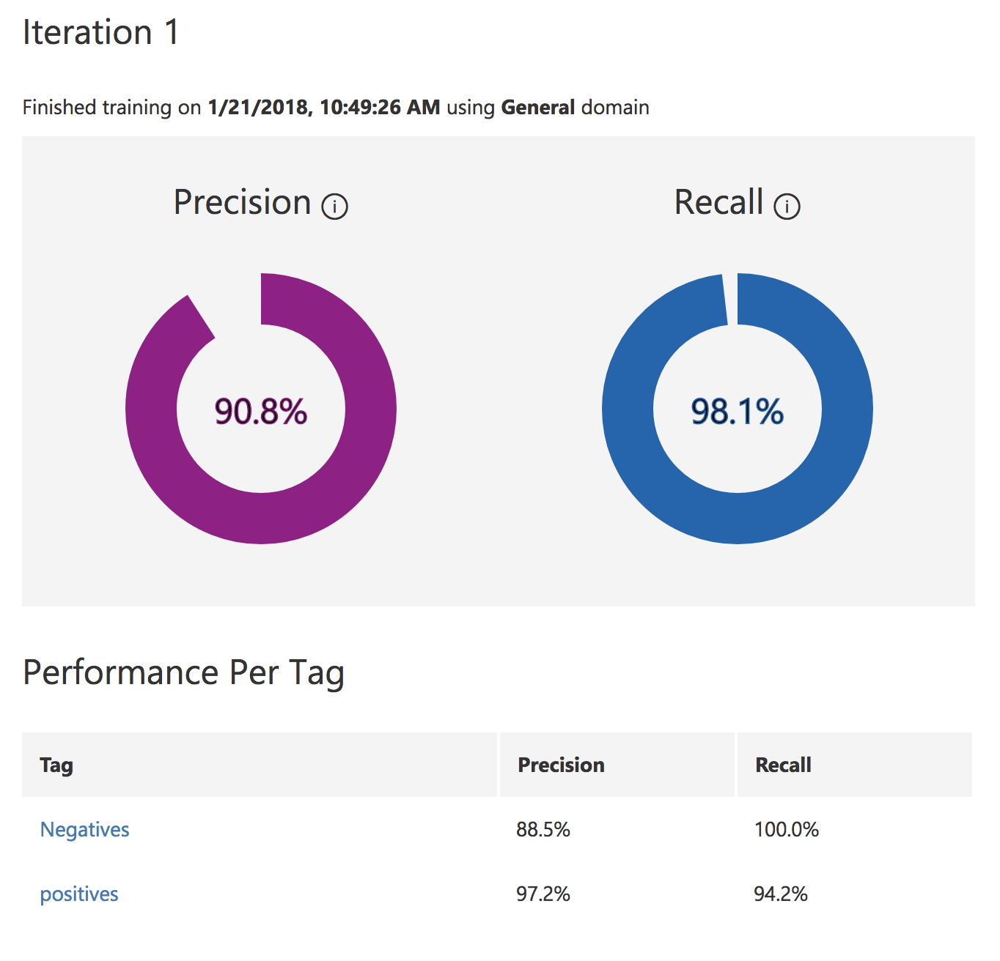 Iteration 1
Finished training on 1/21/2018, 10:49:26 AM using General domain
Precision i
Recall i
90.8%
98.1%
Performance Per Tag
Tag Precision Recall
Negatives 88.5% 100.0%
positives 97.2% 94.2%